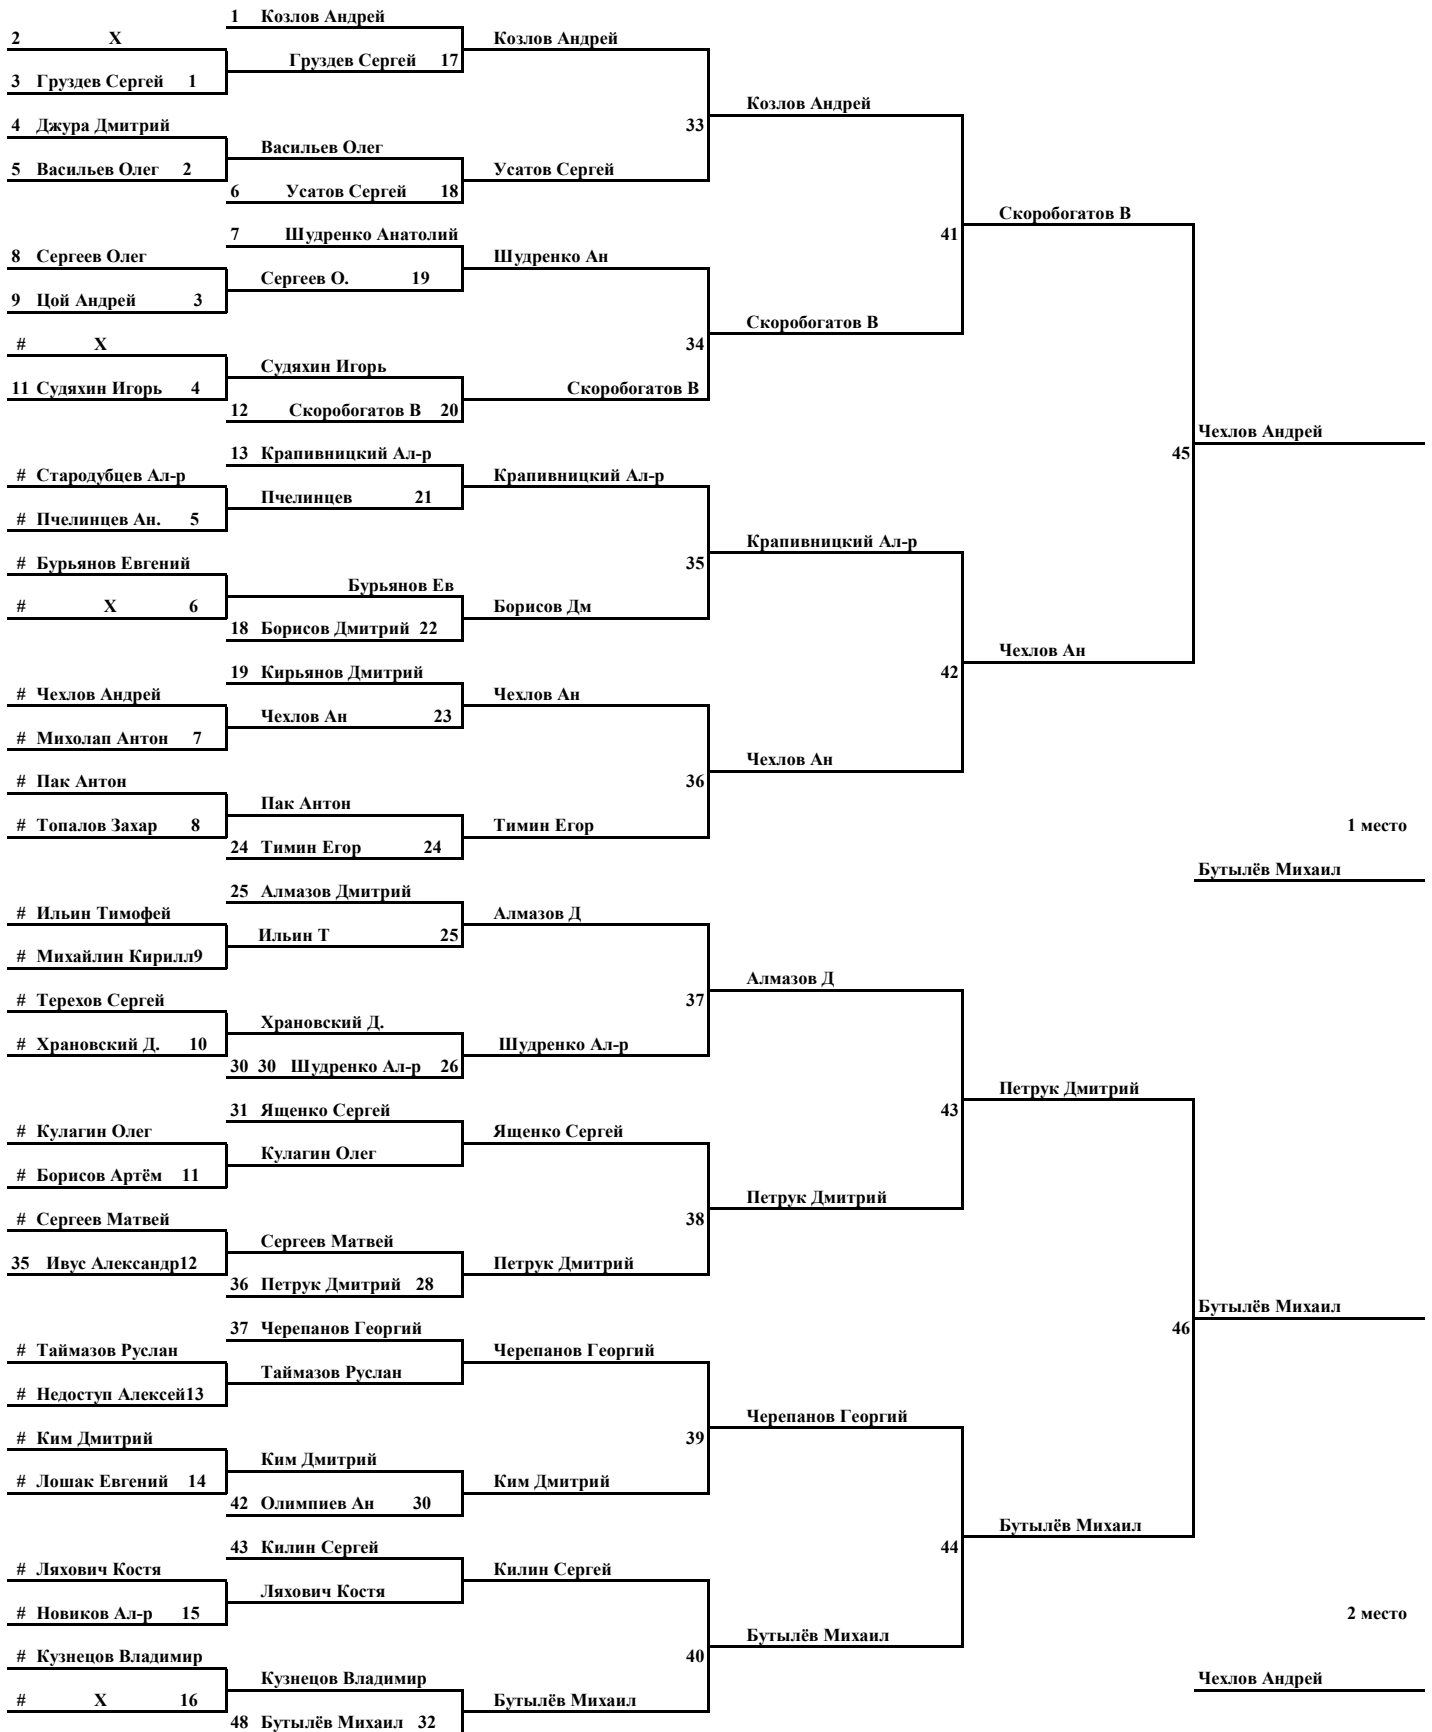 1 Козлов Андрей
2 X Козлов Андрей
Груздев Сергей 17
3 Груздев Сергей 1
Козлов Андрей
4 Джура Дмитрий 33
Васильев Олег
5 Васильев Олег 2 Усатов Сергей
6 Усатов Сергей 18
Скоробогатов В
7 Шудренко Анатолий 41
8 Сергеев Олег Шудренко Ан
Сергеев О. 19
9 Цой Андрей 3
Скоробогатов В
# X 34
Судяхин Игорь
11 Судяхин Игорь 4 Скоробогатов В
12 Скоробогатов В 20
Чехлов Андрей
13 Крапивницкий Ал-р 45
# Стародубцев Ал-р Крапивницкий Ал-р
Пчелинцев 21
# Пчелинцев Ан. 5
Крапивницкий Ал-р
# Бурьянов Евгений 35
Бурьянов Ев
# X 6 Борисов Дм
18 Борисов Дмитрий 22
Чехлов Ан
19 Кирьянов Дмитрий 42
# Чехлов Андрей Чехлов Ан
Чехлов Ан 23
# Михолап Антон 7
Чехлов Ан
# Пак Антон 36
Пак Антон
# Топалов Захар 8 Тимин Егор 1 место
24 Тимин Егор 24
Бутылёв Михаил
25 Алмазов Дмитрий
# Ильин Тимофей Алмазов Д
Ильин Т 25
# Михайлин Кирилл9
Алмазов Д
# Терехов Сергей 37
Храновский Д.
# Храновский Д. 10 Шудренко Ал-р
30 30 Шудренко Ал-р 26
Петрук Дмитрий
31 Ященко Сергей 43
# Кулагин Олег Ященко Сергей
Кулагин Олег
# Борисов Артём 11
Петрук Дмитрий
# Сергеев Матвей 38
Сергеев Матвей
35 Ивус Александр12 Петрук Дмитрий
36 Петрук Дмитрий 28
Бутылёв Михаил
37 Черепанов Георгий 46
# Таймазов Руслан Черепанов Георгий
Таймазов Руслан
# Недоступ Алексей13
Черепанов Георгий
# Ким Дмитрий 39
Ким Дмитрий
# Лошак Евгений 14 Ким Дмитрий
42 Олимпиев Ан 30
Бутылёв Михаил
43 Килин Сергей 44
# Ляхович Костя Килин Сергей
Ляхович Костя
# Новиков Ал-р 15 2 место
Бутылёв Михаил
# Кузнецов Владимир 40
Кузнецов Владимир Чехлов Андрей
# X 16 Бутылёв Михаил
48 Бутылёв Михаил 32